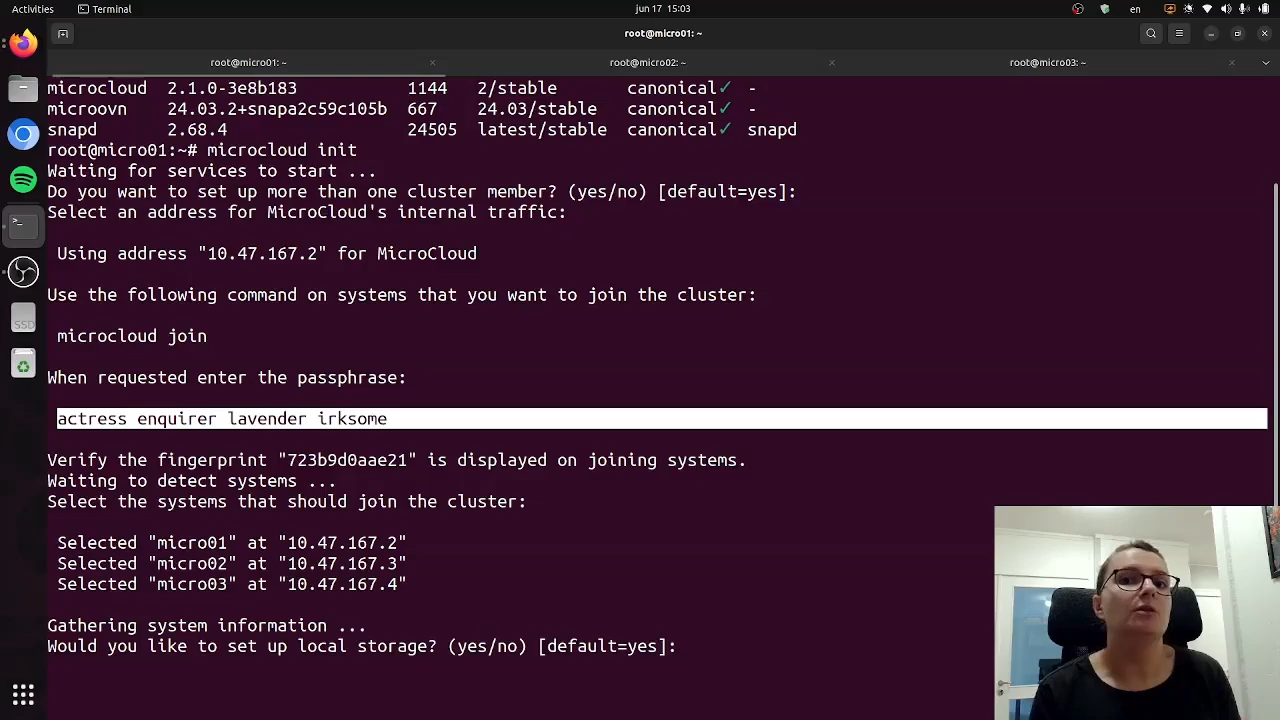 Activities
Terminal
jun 17 15:03
en
root@micro01: ~
root@micro01: ~
root@micro02: ~
root@micro03: ~
microcloud 2.1.0-3e8b183 1144 2/stable canonical✓ -
microovn 24.03.2+snapa2c59c105b 667 24.03/stable canonical✓ -
snapd 2.68.4 24505 latest/stable canonical✓ snapd
root@micro01:~# microcloud init
Waiting for services to start ...
Do you want to set up more than one cluster member? (yes/no) [default=yes]:
Select an address for MicroCloud's internal traffic:
Using address "10.47.167.2" for MicroCloud
Use the following command on systems that you want to join the cluster:
microcloud join
When requested enter the passphrase:
actress enquirer lavender irksome
Verify the fingerprint "723b9d0aae21" is displayed on joining systems.
Waiting to detect systems ...
Select the systems that should join the cluster:
Selected "micro01" at "10.47.167.2"
Selected "micro02" at "10.47.167.3"
Selected "micro03" at "10.47.167.4"
Gathering system information ...
Would you like to set up local storage? (yes/no) [default=yes]:
SSD